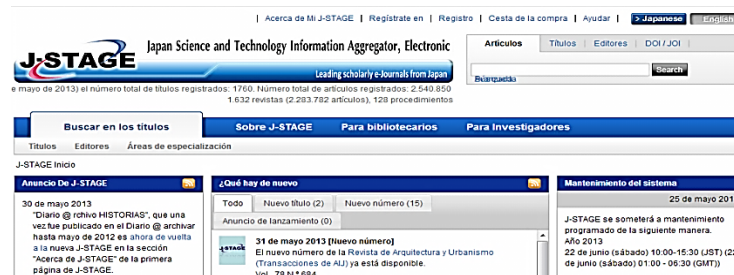 Acerca de Mi J-STAGE | Regístrate en | Registro | Cesta de la compra | Ayudar | > Japanese English
J-STAGE
Japan Science and Technology Information Aggregator, Electronic
Leading scholarly e-Journals from Japan
Artículos Títulos | Editores | DOI / JOI
Search
e mayo de 2013) el número total de títulos registrados: 1760. Número total de artículos registrados: 2.540.850
1.632 revistas (2.283.782 artículos), 128 procedimientos
Buscar en los títulos Sobre J-STAGE Para bibliotecarios Para Investigadores
Títulos Editores Áreas de especialización
J-STAGE Inicio
Anuncio De J-STAGE
30 de mayo 2013
"Diario @ rchivo HISTORIAS", que una
vez fue publicado en el Diario @ archivar
hasta mayo de 2012 es ahora de vuelta
a la nueva J-STAGE en la sección
"Acerca de J-STAGE" de la primera
página de J-STAGE.
¿Qué hay de nuevo
Todo Nuevo título (2) Nuevo número (15)
Anuncio de lanzamiento (0)
J-STAGE
31 de mayo 2013 [Nuevo número]
El nuevo número de la Revista de Arquitectura y Urbanismo
(Transacciones de AIJ) ya está disponible.
Vol. 78 N.º 684
Mantenimiento del sistema
25 de mayo 201
J-STAGE se someterá a mantenimiento
programado de la siguiente manera.
Año 2013
22 de junio (sábado) 10:00-15:30 (JST) (22
de junio (sábado) 01:00 - 06:30 (GMT))